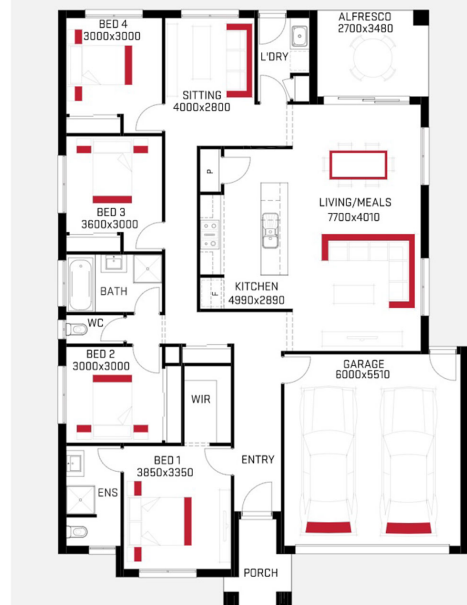 BED 4
3000x3000
SITTING
4000x2800
L'DRY
ALFRESCO
2700x3480
BED 3
3600x3000
P
LIVING/MEALS
7700x4010
KITCHEN
4990x2890
F
BATH
WC
BED 2
3000x3000
WIR
GARAGE
6000x5510
BED 1
3850x3350
ENTRY
ENS
PORCH